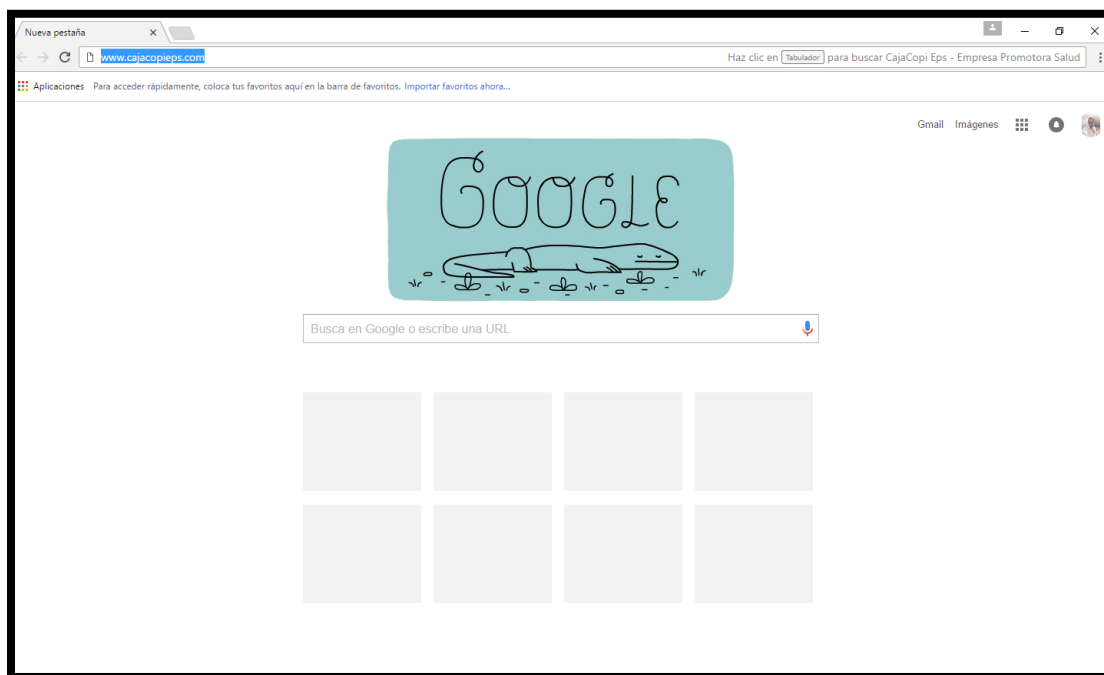 Nueva pestaña
www.cajacopieps.com Haz clic en Tabulador para buscar CajaCopi Eps - Empresa Promotora Salud
Aplicaciones Para acceder rápidamente, coloca tus favoritos aquí en la barra de favoritos. Importar favoritos ahora...
Gmail Imágenes
GOOGLE
Busca en Google o escribe una URL